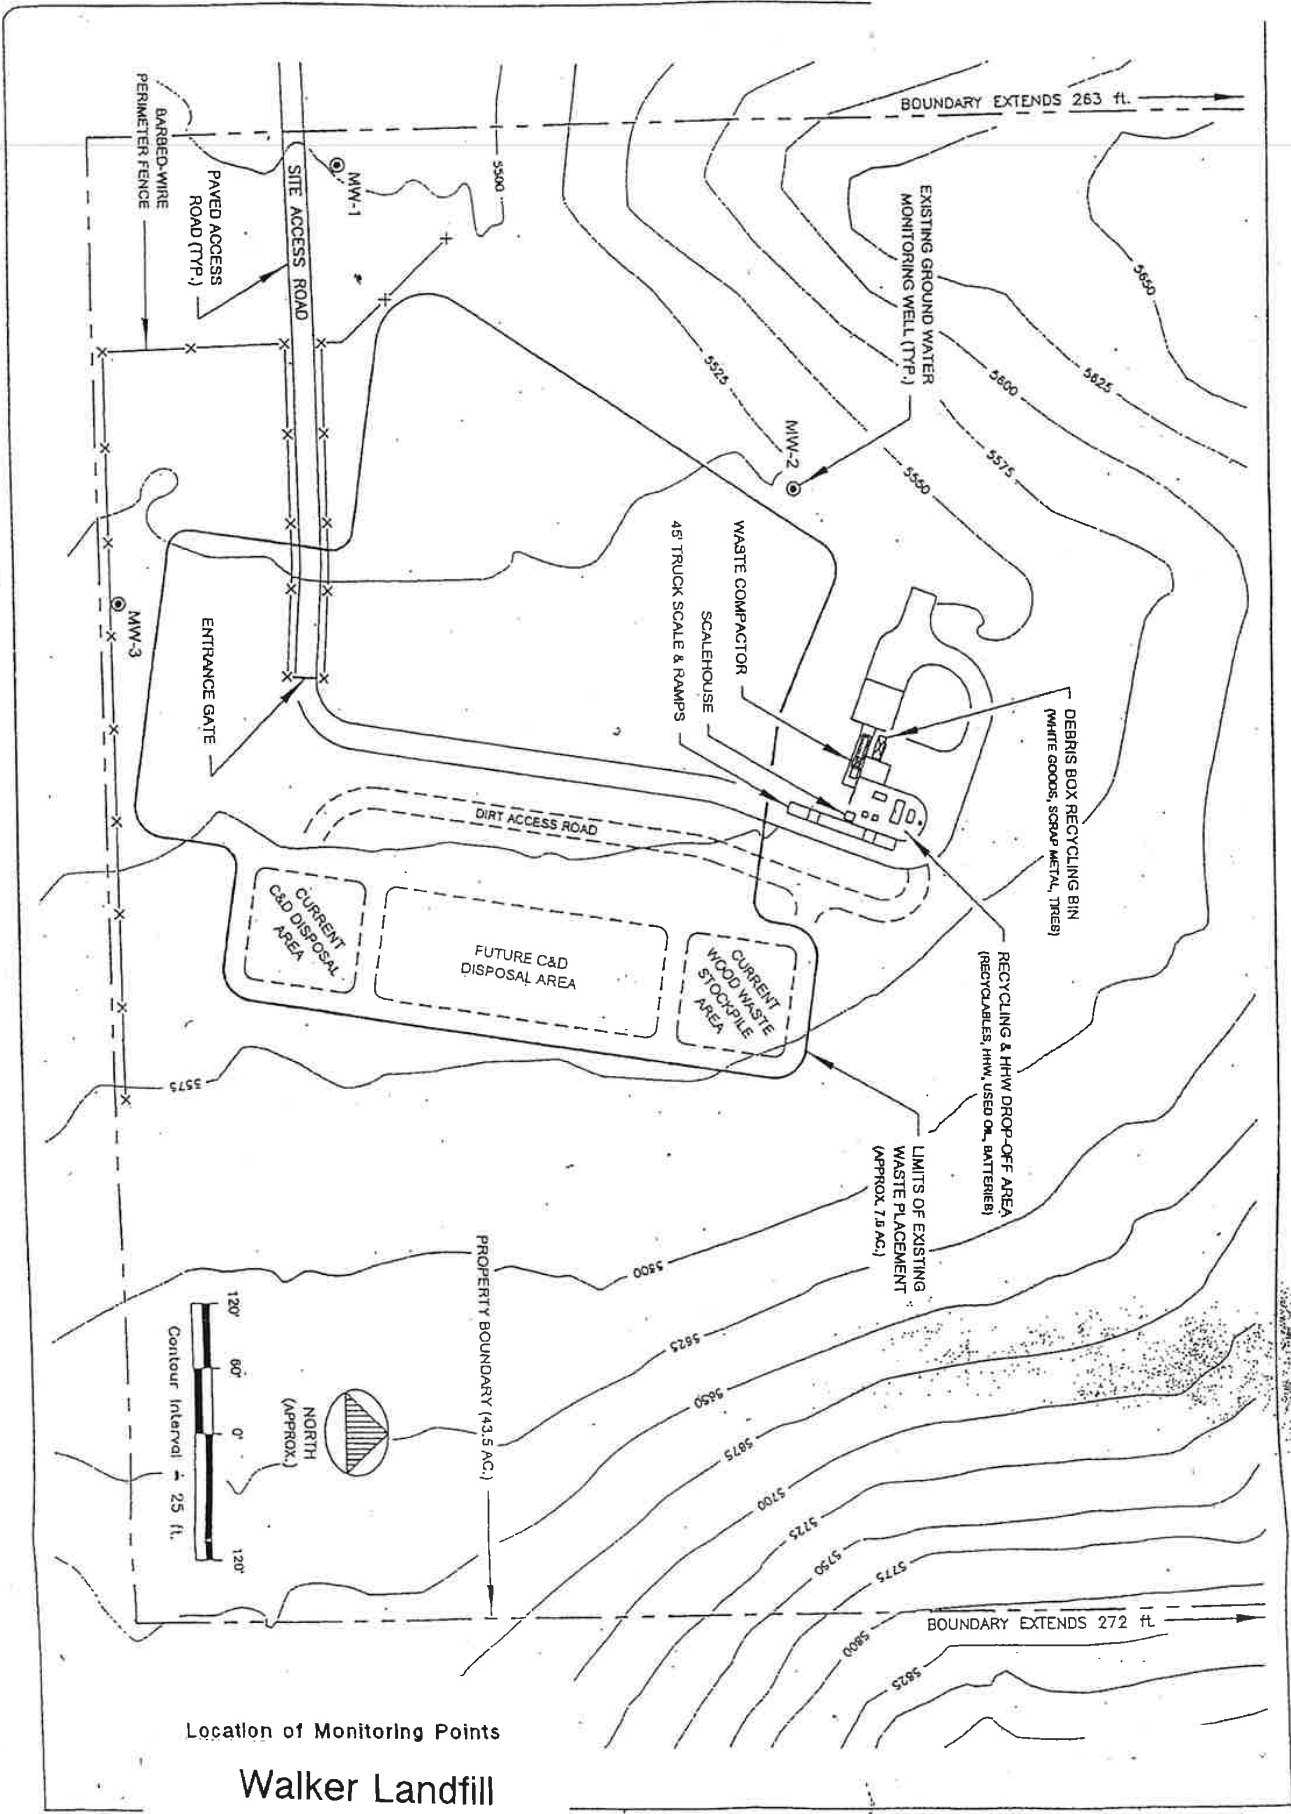 BOUNDARY EXTENDS 263 ft.
BARBED-WIRE
PERIMETER FENCE
PAVED ACCESS
ROAD (TYP.)
SITE ACCESS ROAD
MW-1
5500
EXISTING GROUND WATER
MONITORING WELL (TYP.)
5650
5625
5600
5575
5550
5525
MW-2
MW-3
ENTRANCE GATE
WASTE COMPACTOR
SCALEHOUSE
45' TRUCK SCALE & RAMPS
DEBRIS BOX RECYCLING BIN
(WHITE GOODS, SCRAP METAL, TIRES)
RECYCLING & HHW DROP-OFF AREA
(RECYCLABLES, HHW, USED OIL, BATTERIES)
DIRT ACCESS ROAD
CURRENT
C&D DISPOSAL
AREA
FUTURE C&D
DISPOSAL AREA
CURRENT
WOOD WASTE
STOCKPILE
AREA
LIMITS OF EXISTING
WASTE PLACEMENT
(APPROX. 7.5 AC.)
5575
5600
5625
5650
5675
5700
5725
5750
5775
5800
5825
PROPERTY BOUNDARY (43.5 AC.)
BOUNDARY EXTENDS 272 ft.
NORTH
(APPROX.)
120' 60' 0' 120'
Contour Interval = 25 ft.
Location of Monitoring Points
Walker Landfill